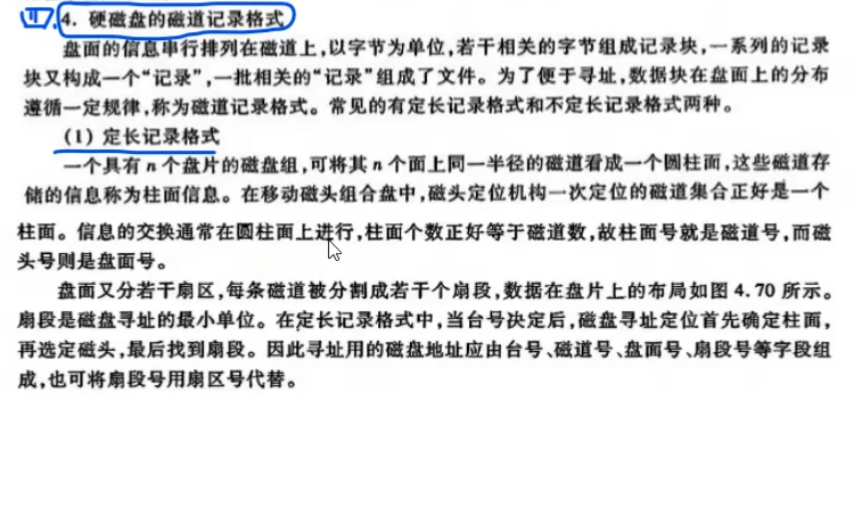 4. 硬磁盘的磁道记录格式
盘面的信息串行排列在磁道上,以字节为单位,若干相关的字节组成记录块,一系列的记录
块又构成一个“记录”,一批相关的“记录”组成了文件。为了便于寻址,数据块在盘面上的分布
遵循一定规律,称为磁道记录格式。常见的有定长记录格式和不定长记录格式两种。
(1) 定长记录格式
一个具有 n 个盘片的磁盘组,可将其 n 个面上同一半径的磁道看成一个圆柱面,这些磁道存
储的信息称为柱面信息。在移动磁头组合盘中,磁头定位机构一次定位的磁道集合正好是一个
柱面。信息的交换通常在圆柱面上进行,柱面个数正好等于磁道数,故柱面号就是磁道号,而磁
头号则是盘面号。
盘面又分若干扇区,每条磁道被分割成若干个扇段,数据在盘片上的布局如图 4.70 所示。
扇段是磁盘寻址的最小单位。在定长记录格式中,当台号决定后,磁盘寻址定位首先确定柱面,
再选定磁头,最后找到扇段。因此寻址用的磁盘地址应由台号、磁道号、盘面号、扇段号等字段组
成,也可将扇段号用扇区号代替。